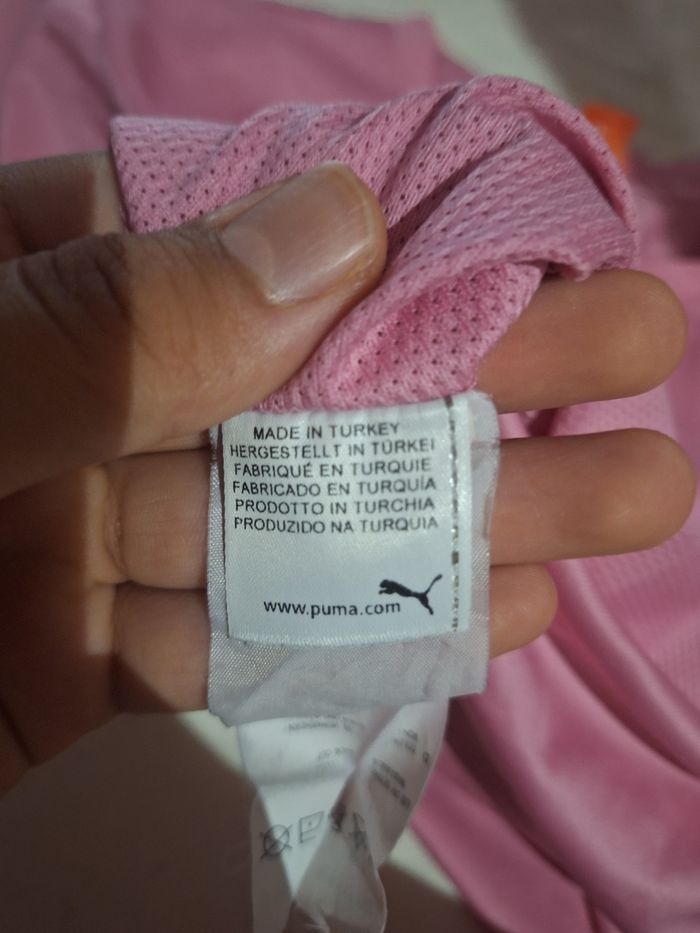 MADE IN TURKEY
HERGESTELLT IN TÜRKEI
FABRIQUÉ EN TURQUIE
FABRICADO EN TURQUÍA
PRODOTTO IN TURCHIA
PRODUZIDO NA TURQUIA
www.puma.com